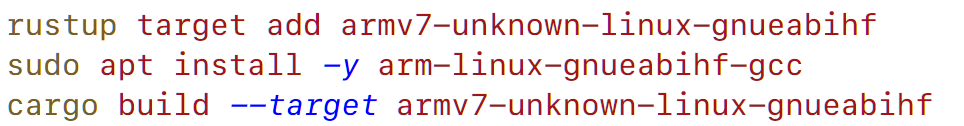 rustup target add armv7-unknown-linux-gnueabihf
sudo apt install -y arm-linux-gnueabihf-gcc
cargo build --target armv7-unknown-linux-gnueabihf